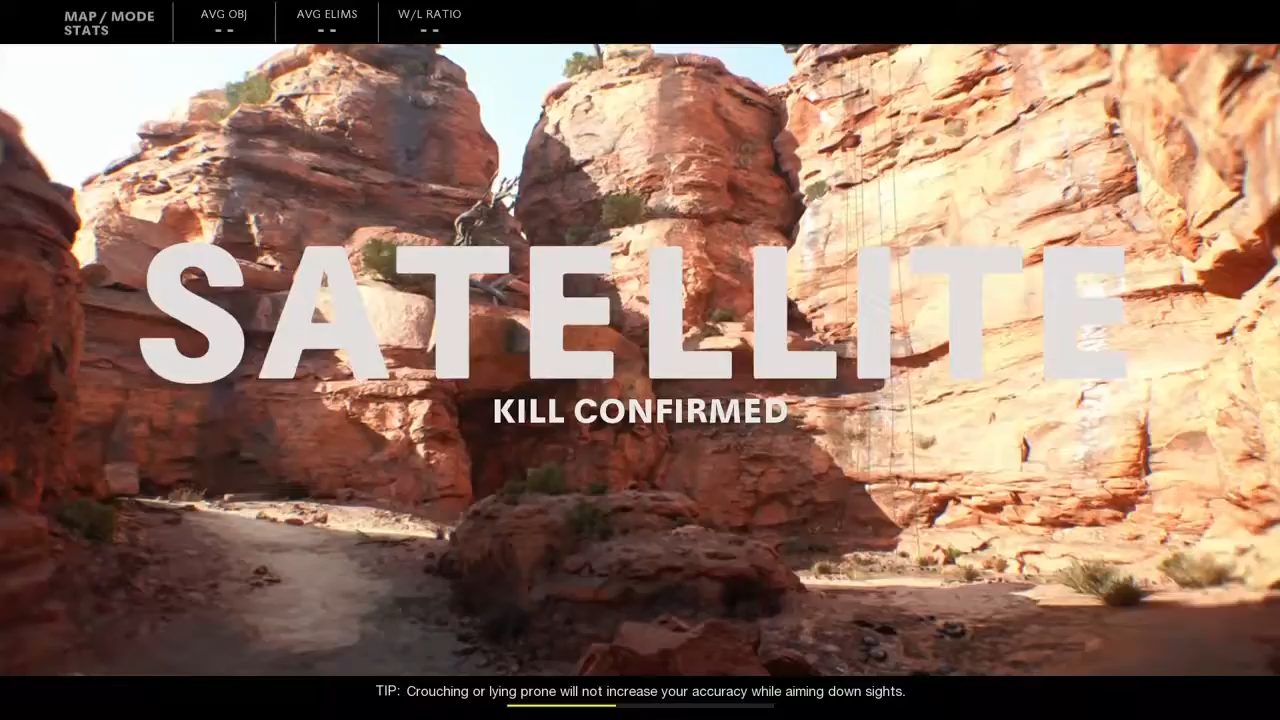 MAP / MODE
STATS
AVG OBJ
--
AVG ELIMS
--
W/L RATIO
--
SATELLITE
KILL CONFIRMED
TIP: Crouching or lying prone will not increase your accuracy while aiming down sights.